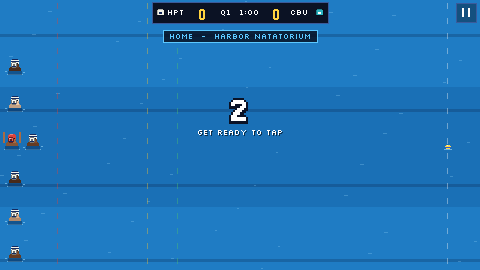 HPT 0 Q1 1:00 0 CBU
HOME - HARBOR NATATORIUM
2
GET READY TO TAP